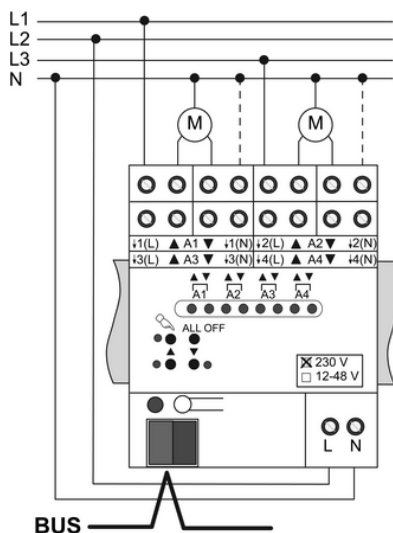 L1
L2
L3
N
M M
↓1(L) ▲ A1 ▼ ↓1(N) ↓2(L) ▲ A2 ▼ ↓2(N)
↓3(L) ▲ A3 ▼ ↓3(N) ↓4(L) ▲ A4 ▼ ↓4(N)
▲▼ ▲▼ ▲▼ ▲▼
A1 A2 A3 A4
ALL OFF
▲ ▼
☒ 230 V
☐ 12-48 V
L N
BUS